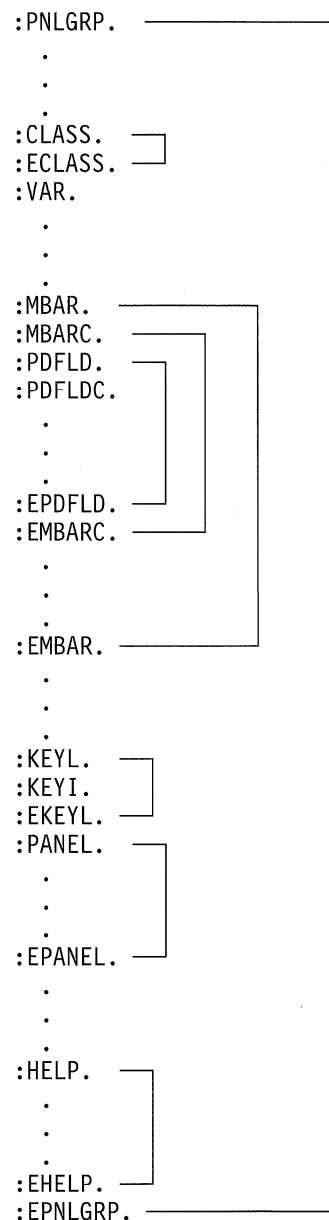 :PNLGRP.
.
.
.
:CLASS.
:ECLASS.
:VAR.
.
.
.
:MBAR.
:MBARC.
:PDFLD.
:PDFLDC.
.
.
.
:EPDFLD.
:EMBARC.
.
.
.
:EMBAR.
.
.
.
:KEYL.
:KEYI.
:EKEYL.
:PANEL.
.
.
.
:EPANEL.
.
.
.
:HELP.
.
.
.
:EHELP.
:EPNLGRP.